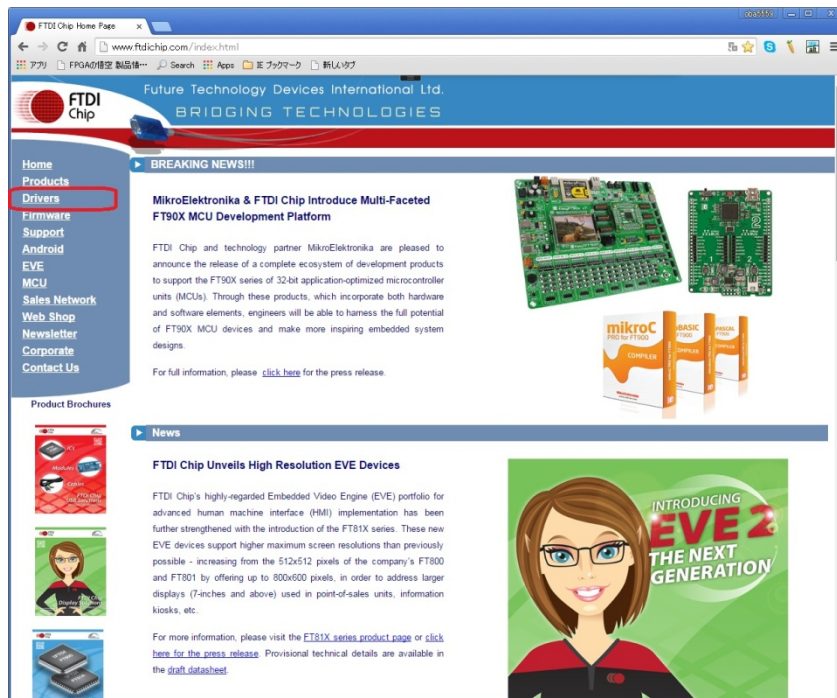 FTDI Chip Home Page
www.ftdichip.com/index.html
アプリ FPGAの悟空 製品情… Search Apps IE ブックマーク 新しいタブ
FTDI
Chip
Future Technology Devices International Ltd.
BRIDGING TECHNOLOGIES
Home
Products
Drivers
Firmware
Support
Android
EVE
MCU
Sales Network
Web Shop
Newsletter
Corporate
Contact Us
Product Brochures
ICs
Modules
Cables
BREAKING NEWS!!!
MikroElektronika & FTDI Chip Introduce Multi-Faceted
FT90X MCU Development Platform
FTDI Chip and technology partner MikroElektronika are pleased to
announce the release of a complete ecosystem of development products
to support the FT90X series of 32-bit application-optimized microcontroller
units (MCUs). Through these products, which incorporate both hardware
and software elements, engineers will be able to harness the full potential
of FT90X MCU devices and make more inspiring embedded system
designs.
For full information, please click here for the press release.
1 2
mikroC
PRO for FT900
COMPILER
BASIC
COMPILER
PASCAL
COMPILER
News
FTDI Chip Unveils High Resolution EVE Devices
FTDI Chip's highly-regarded Embedded Video Engine (EVE) portfolio for
advanced human machine interface (HMI) implementation has been
further strengthened with the introduction of the FT81X series. These new
EVE devices support higher maximum screen resolutions than previously
possible - increasing from the 512x512 pixels of the company's FT800
and FT801 by offering up to 800x600 pixels, in order to address larger
displays (7-inches and above) used in point-of-sales units, information
kiosks, etc.
For more information, please visit the FT81X series product page or click
here for the press release. Provisional technical details are available in
the draft datasheet.
INTRODUCING
EVE 2
THE NEXT
GENERATION